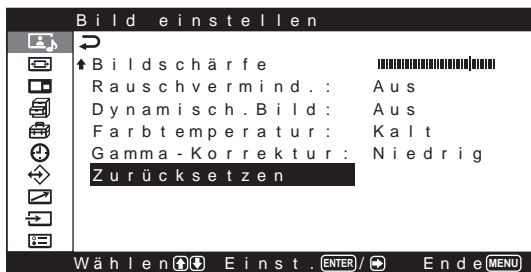 Bild einstellen
Bildschärfe
Rauschvermind.: Aus
Dynamisch.Bild: Aus
Farbtemperatur: Kalt
Gamma-Korrektur: Niedrig
Zurücksetzen
Wählen Einst. ENTER / Ende MENU